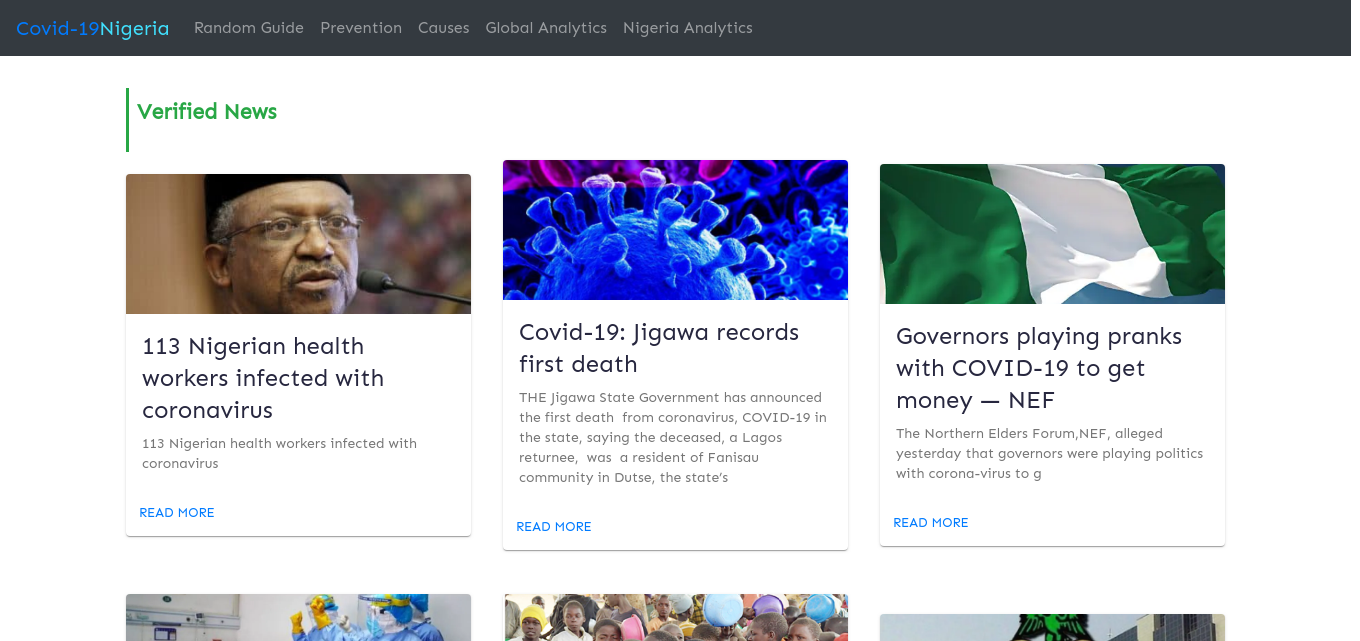 Covid-19Nigeria Random Guide Prevention Causes Global Analytics Nigeria Analytics
Verified News
113 Nigerian health
workers infected with
coronavirus
113 Nigerian health workers infected with
coronavirus
READ MORE
Covid-19: Jigawa records
first death
THE Jigawa State Government has announced
the first death  from coronavirus, COVID-19 in
the state, saying the deceased, a Lagos
returnee,  was  a resident of Fanisau
community in Dutse, the state’s
READ MORE
Governors playing pranks
with COVID-19 to get
money — NEF
The Northern Elders Forum,NEF, alleged
yesterday that governors were playing politics
with corona-virus to g
READ MORE